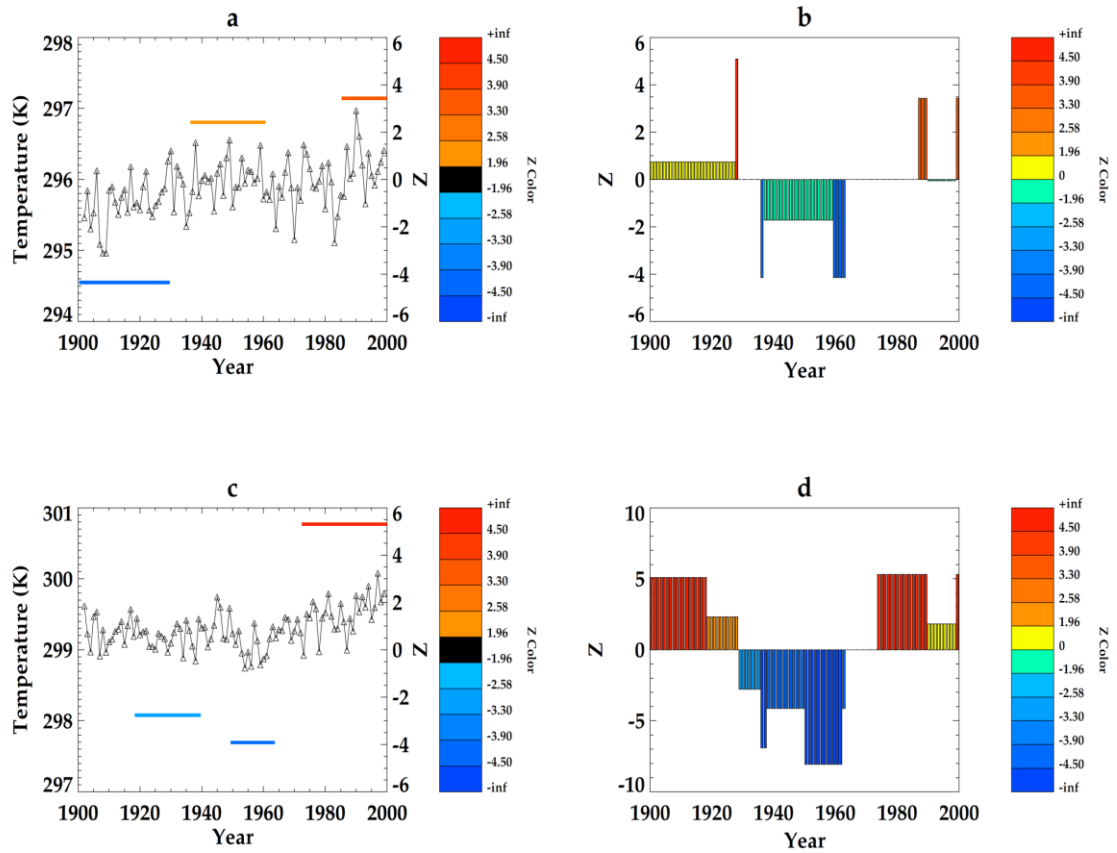 a
298
297
296
295
294
Temperature (K)
6
4
2
0
-2
-4
-6
Z
1900 1920 1940 1960 1980 2000
Year
+inf
4.50
3.90
3.30
2.58
1.96
-1.96
-2.58
-3.30
-3.90
-4.50
-inf
Z Color
b
6
4
2
0
-2
-4
-6
Z
1900 1920 1940 1960 1980 2000
Year
+inf
4.50
3.90
3.30
2.58
1.96
0
-1.96
-2.58
-3.30
-3.90
-4.50
-inf
Z Color
c
301
300
299
298
297
Temperature (K)
6
4
2
0
-2
-4
-6
Z
1900 1920 1940 1960 1980 2000
Year
+inf
4.50
3.90
3.30
2.58
1.96
-1.96
-2.58
-3.30
-3.90
-4.50
-inf
Z Color
d
10
5
0
-5
-10
Z
1900 1920 1940 1960 1980 2000
Year
+inf
4.50
3.90
3.30
2.58
1.96
0
-1.96
-2.58
-3.30
-3.90
-4.50
-inf
Z Color